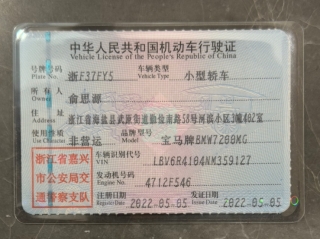 中华人民共和国机动车行驶证
Vehicle License of the People's Republic of China
号牌号码 浙F37FY5 车辆类型 小型轿车
Plate No. Vehicle Type
所有人 俞思源
Owner
住址 浙江省海盐县武原街道勤俭南路58号河滨小区3幢402室
Address
使用性质 非营运 品牌型号 宝马牌BMW7200KG
Use Character Model
浙江省嘉兴 车辆识别代号 LBV6R4104NM359127
VIN
市公安局交 发动机号码 4712F546
Engine No.
通警察支队 注册日期 2022.05.05 发证日期 2022.05.05
Register Date Issue Date